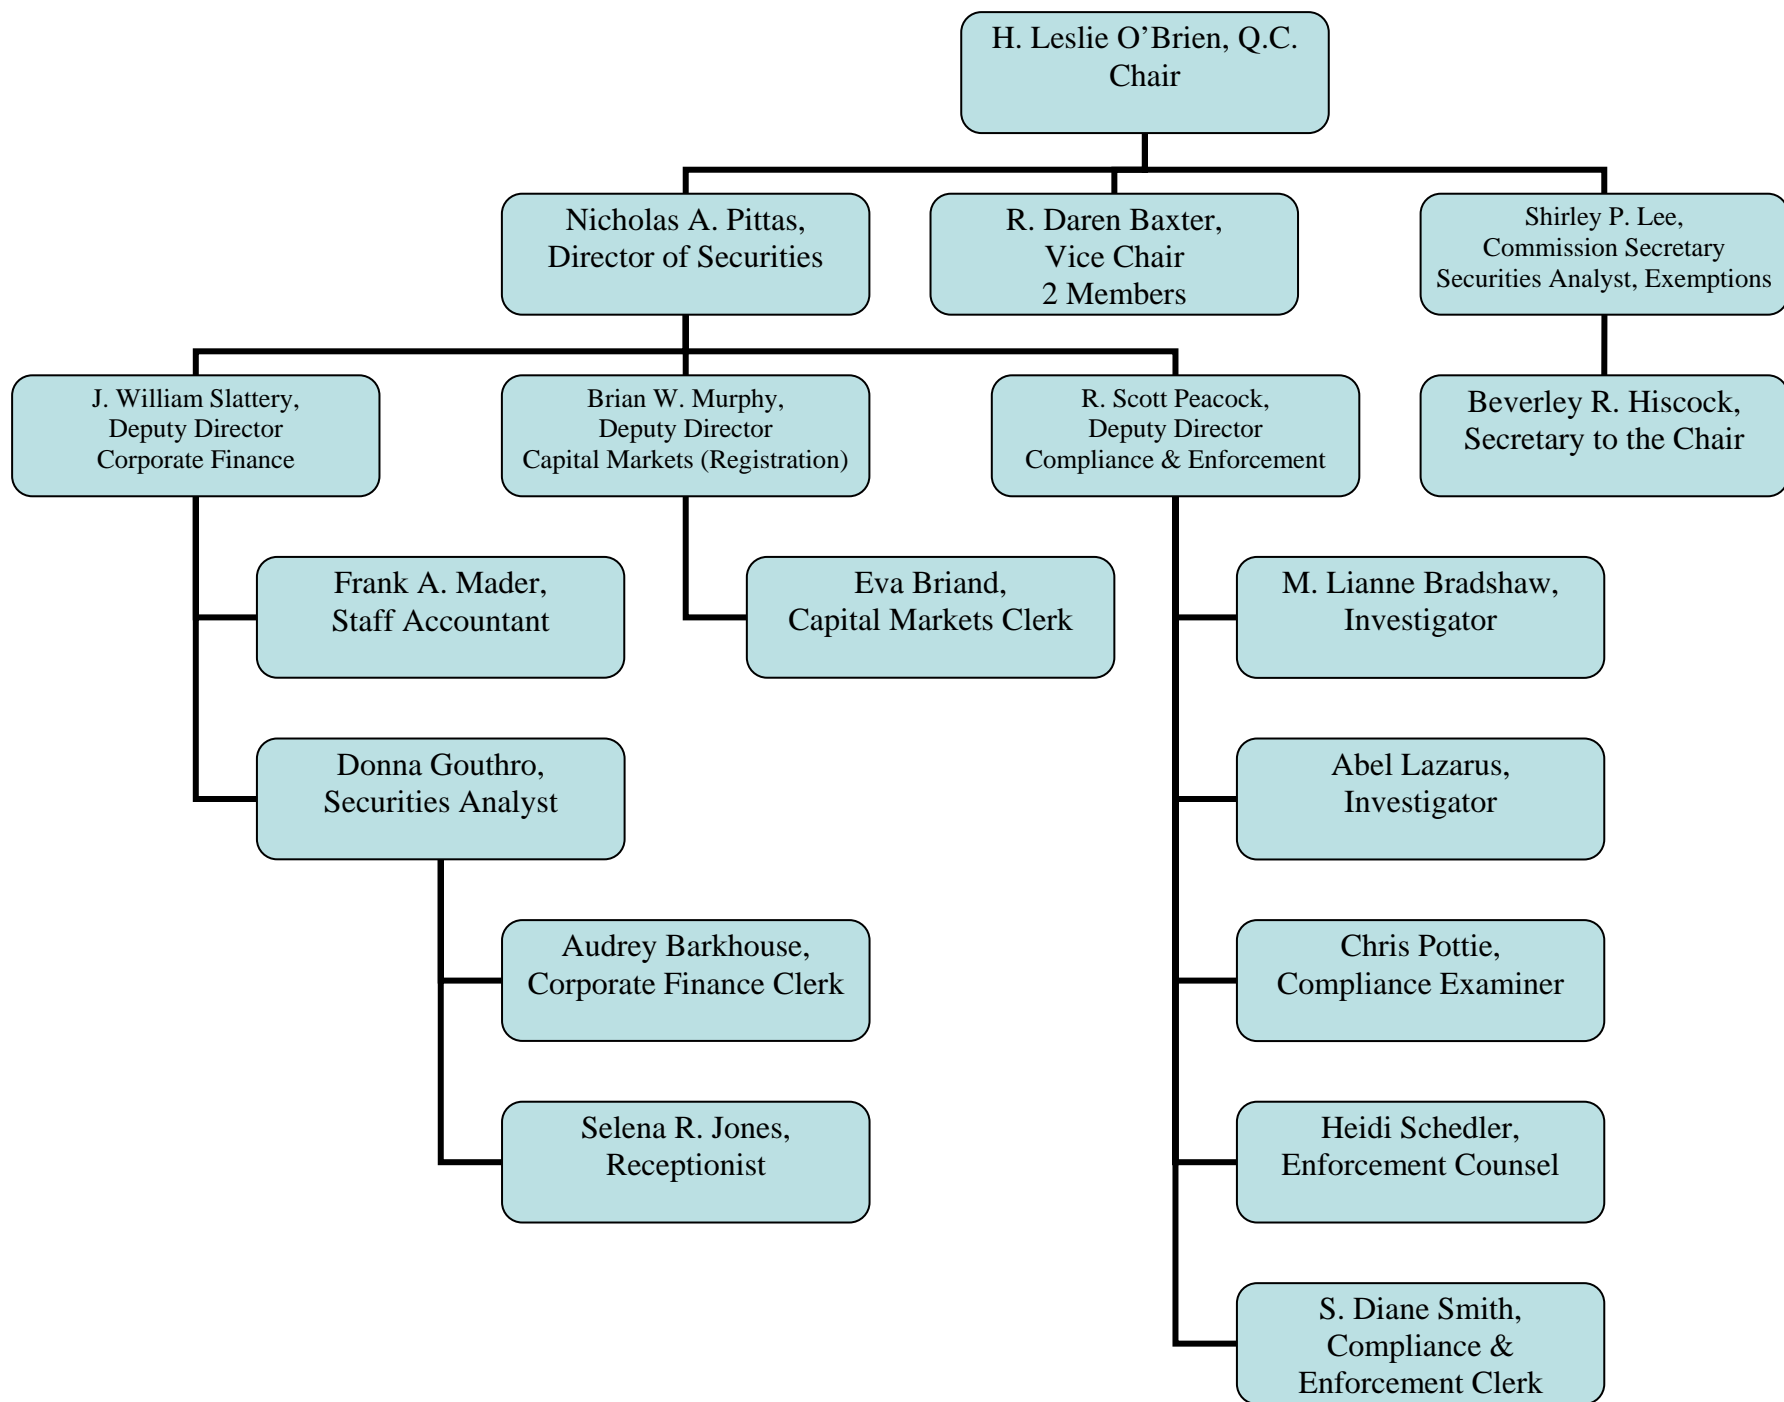 H. Leslie O’Brien, Q.C.
Chair
Nicholas A. Pittas,
Director of Securities
R. Daren Baxter,
Vice Chair
2 Members
Shirley P. Lee,
Commission Secretary
Securities Analyst, Exemptions
J. William Slattery,
Deputy Director
Corporate Finance
Brian W. Murphy,
Deputy Director
Capital Markets (Registration)
R. Scott Peacock,
Deputy Director
Compliance & Enforcement
Beverley R. Hiscock,
Secretary to the Chair
Frank A. Mader,
Staff Accountant
Eva Briand,
Capital Markets Clerk
M. Lianne Bradshaw,
Investigator
Donna Gouthro,
Securities Analyst
Abel Lazarus,
Investigator
Audrey Barkhouse,
Corporate Finance Clerk
Chris Pottie,
Compliance Examiner
Selena R. Jones,
Receptionist
Heidi Schedler,
Enforcement Counsel
S. Diane Smith,
Compliance &
Enforcement Clerk